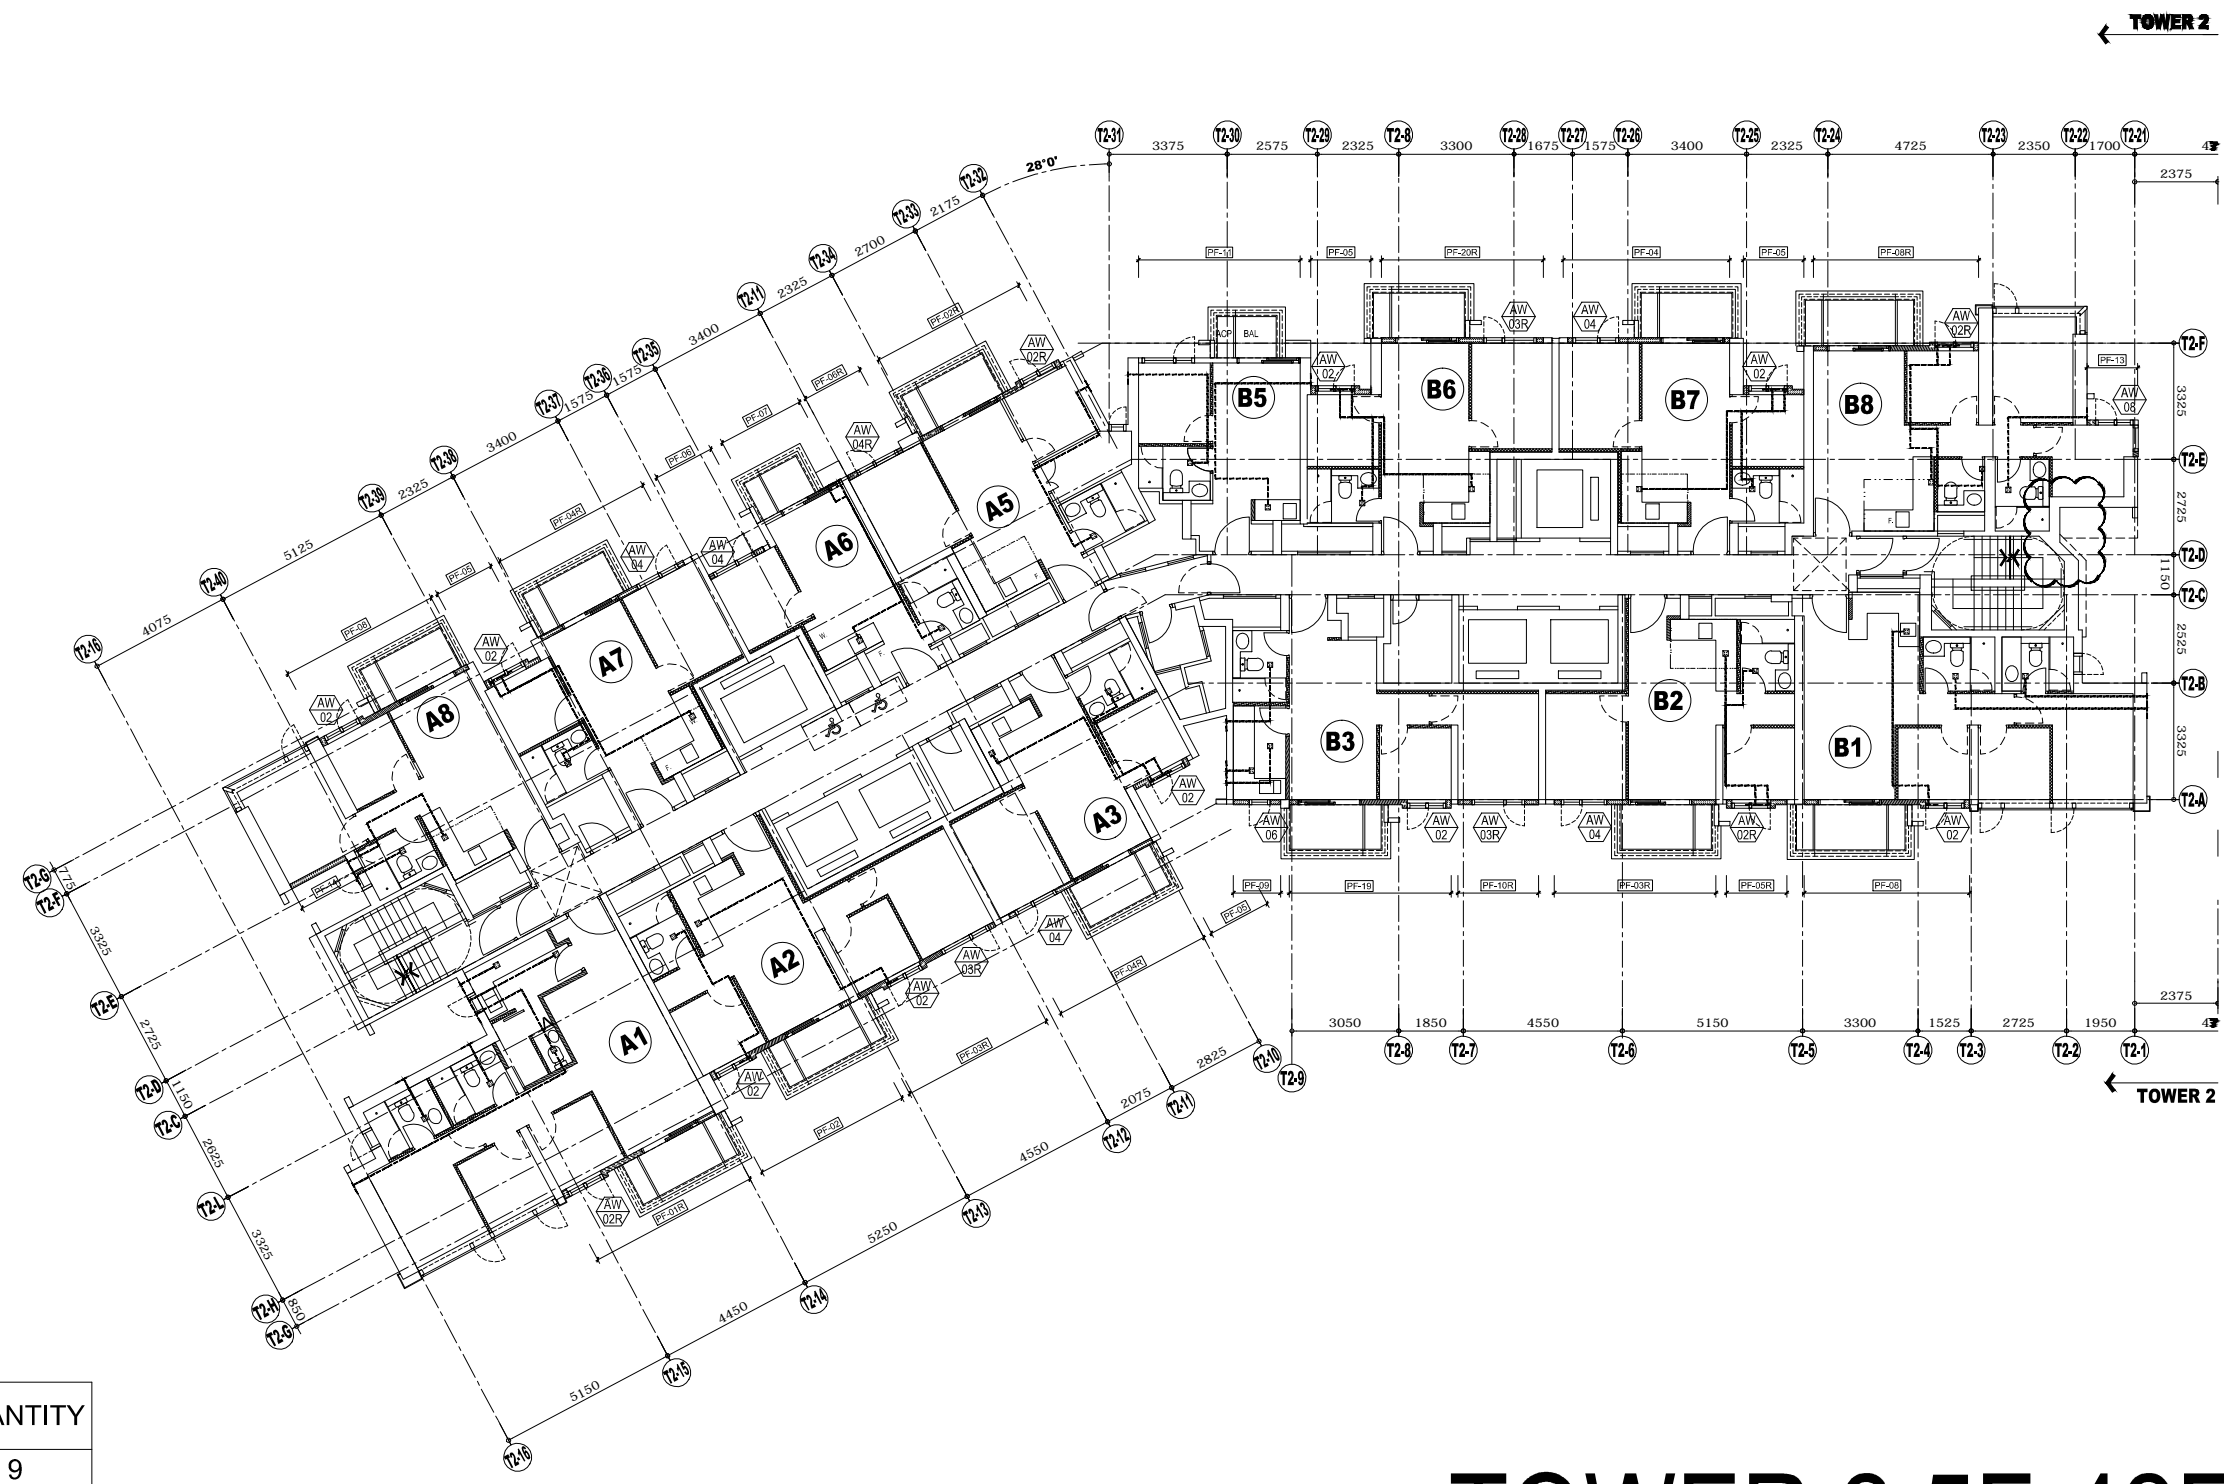 TOWER 2
T2-31 T2-30 T2-29 T2-8 T2-28 T2-27 T2-26 T2-25 T2-24 T2-23 T2-22 T2-21
3375 2575 2325 3300 1675 1575 3400 2325 4725 2350 1700
2375
28°0'
T2-32
2175
T2-33
2700
T2-34
2325
T2-11
3400
T2-35
1575
T2-36
1575
T2-37
3400
T2-38
2325
T2-39
5125
T2-40
4075
T2-16
PF-11 PF-05 PF-20R PF-04 PF-05 PF-08R
PF-13
PF-02R
PF-06R
PF-07
PF-06
PF-04R
PF-05
PF-08
AW
03R
AW
04
AW
02R
AW
02
AW
02
AW
08
ACP BAL
B5 B6 B7 B8
F.
T2-F
3325
T2-E
2725
T2-D
1150
T2-C
2525
T2-B
3325
T2-A
AW
02R
AW
04R
AW
04
AW
04
AW
02
AW
02
A5
A6
A7
A8
F.
W.
F.
F.
B3 B2 B1
AW
06
AW
02
AW
03R
AW
04
AW
02R
AW
02
PF-09 PF-19 PF-10R PF-03R PF-05R PF-08
A3
A2
A1
AW
02
AW
04
AW
03R
AW
02
AW
02
AW
02R
PF-14
PF-05
PF-04R
PF-03R
PF-02
PF-01R
T2-G
775
T2-F
3325
T2-E
2725
T2-D
1150
T2-C
2625
T2-L
3325
T2-H
850
T2-G
2375
3050 1850 4550 5150 3300 1525 2725 1950
T2-9 T2-8 T2-7 T2-6 T2-5 T2-4 T2-3 T2-2 T2-1
T2-10
2825
T2-11
2075
T2-12
4550
T2-13
5250
T2-14
4450
T2-15
5150
T2-16
TOWER 2
ANTITY
9